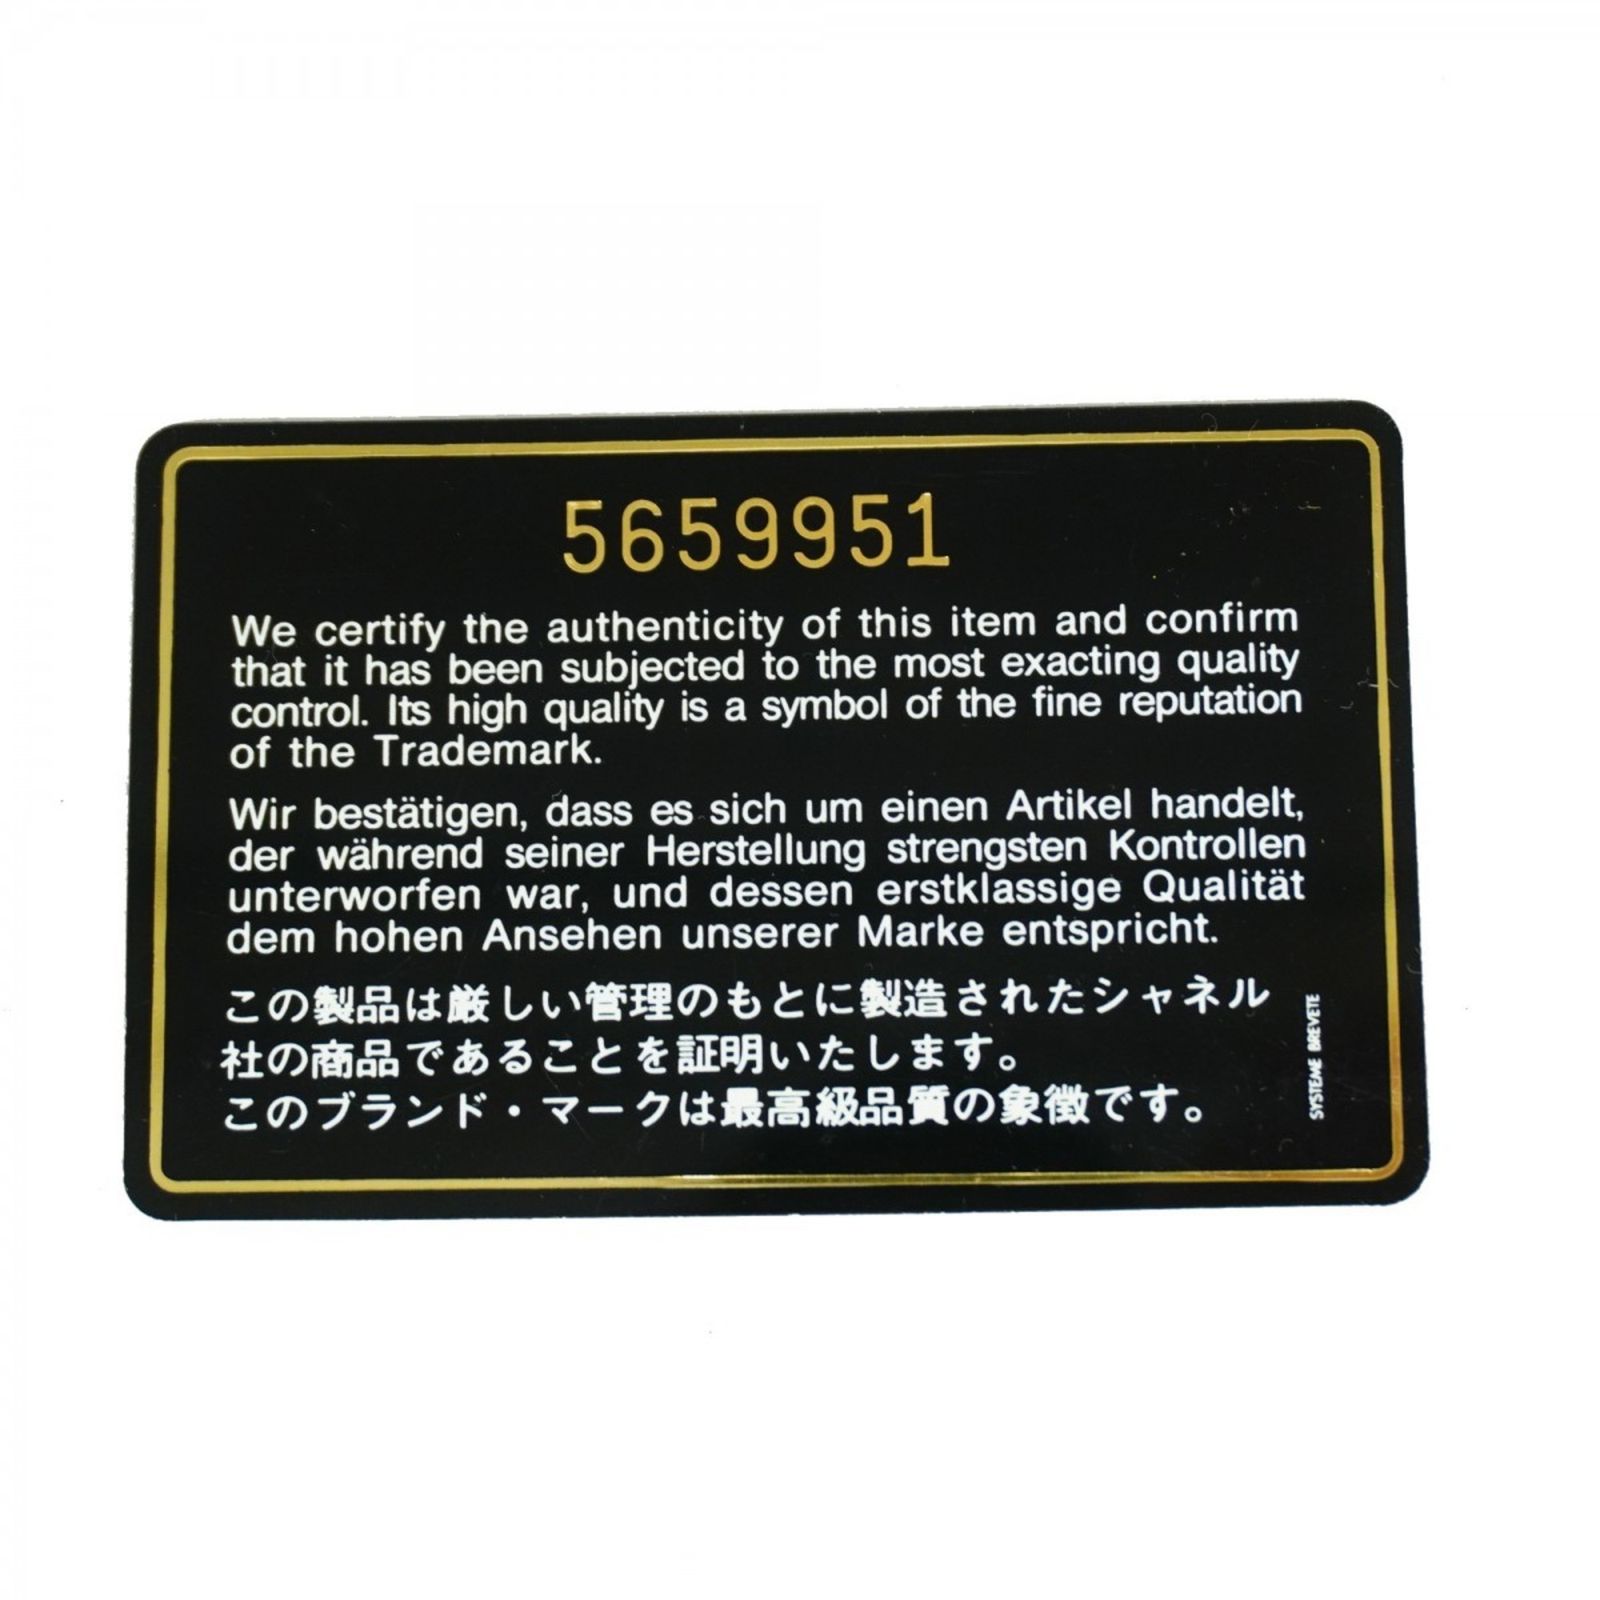 5659951
We certify the authenticity of this item and confirm
that it has been subjected to the most exacting quality
control. Its high quality is a symbol of the fine reputation
of the Trademark.
Wir bestätigen, dass es sich um einen Artikel handelt,
der während seiner Herstellung strengsten Kontrollen
unterworfen war, und dessen erstklassige Qualität
dem hohen Ansehen unserer Marke entspricht.
この製品は厳しい管理のもとに製造されたシャネル
社の商品であることを証明いたします。
このブランド・マークは最高級品質の象徴です。
SYSTEME BREVETE